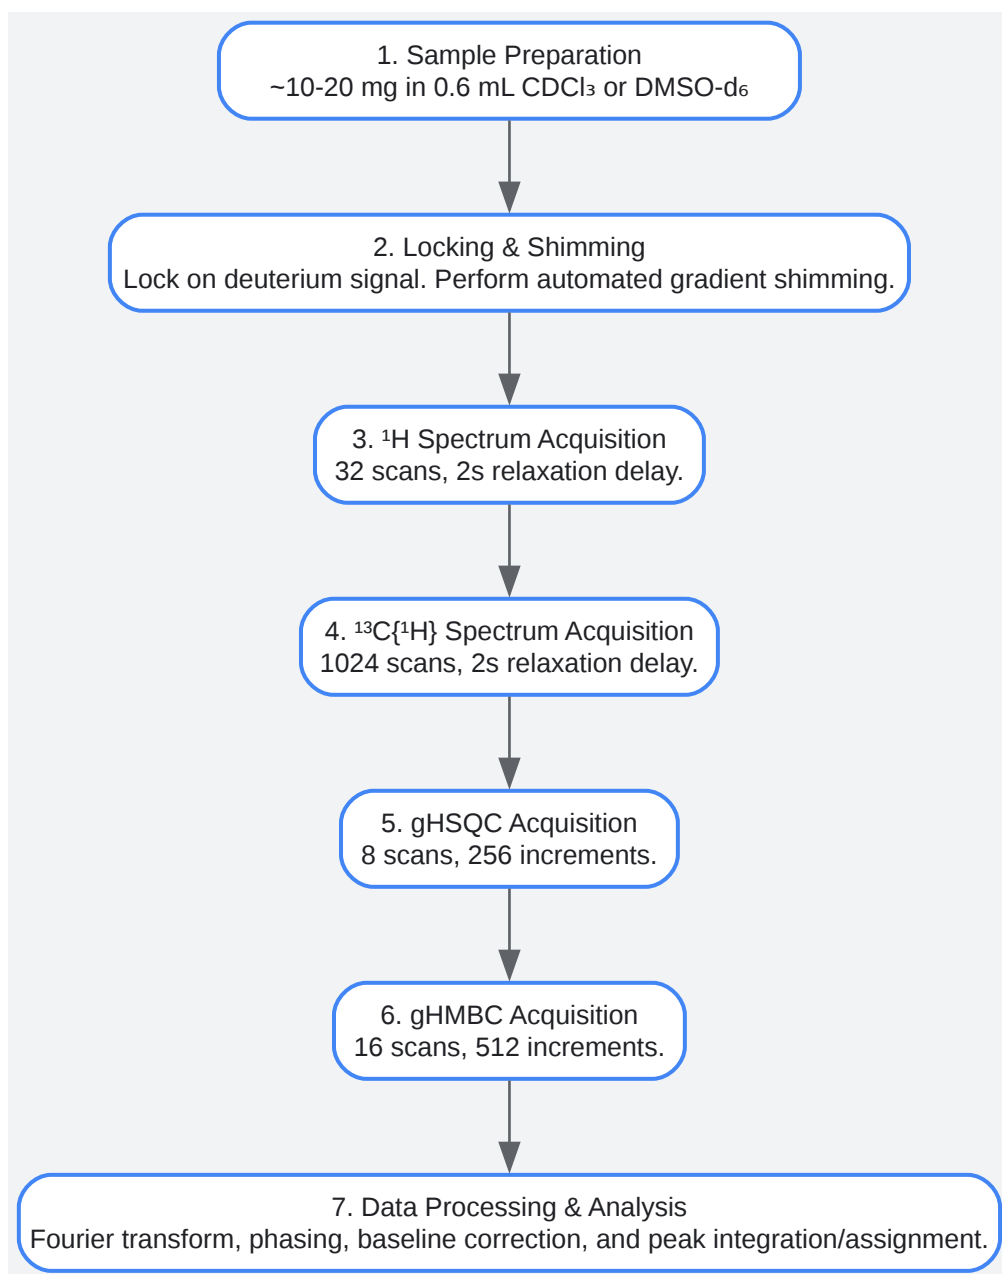 1. Sample Preparation
~10-20 mg in 0.6 mL CDCl₃ or DMSO-d₆
2. Locking & Shimming
Lock on deuterium signal. Perform automated gradient shimming.
3. ¹H Spectrum Acquisition
32 scans, 2s relaxation delay.
4. ¹³C{¹H} Spectrum Acquisition
1024 scans, 2s relaxation delay.
5. gHSQC Acquisition
8 scans, 256 increments.
6. gHMBC Acquisition
16 scans, 512 increments.
7. Data Processing & Analysis
Fourier transform, phasing, baseline correction, and peak integration/assignment.